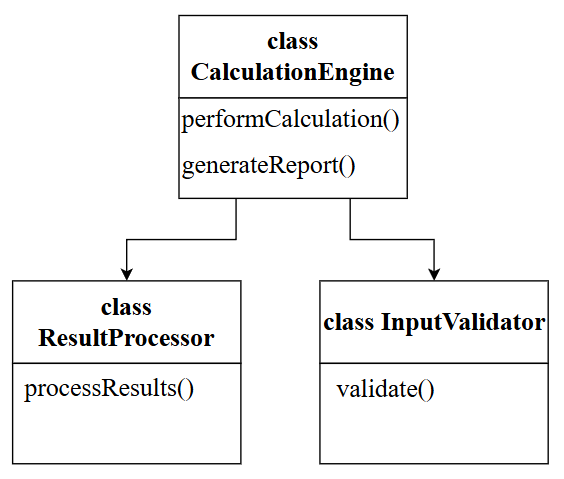 class
CalculationEngine
performCalculation()
generateReport()
class
ResultProcessor
processResults()
class InputValidator
validate()